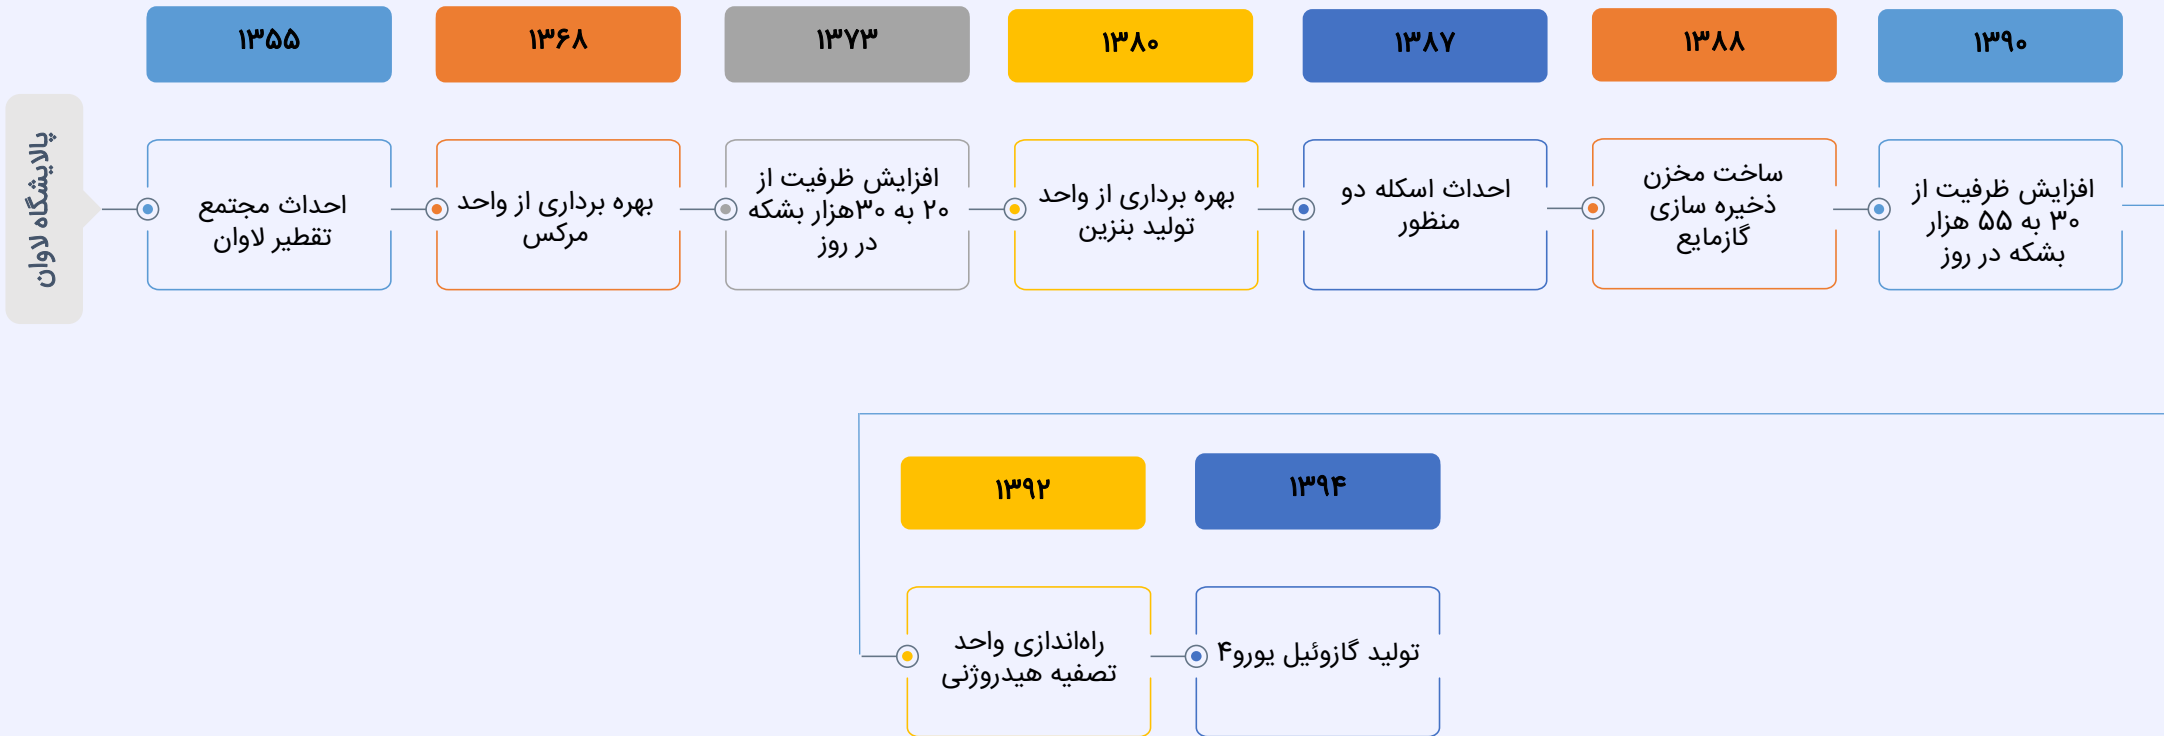 پالایشگاه لاوان
۱۳۵۵
احداث مجتمع
تقطیر لاوان
۱۳۶۸
بهره برداری از واحد
مرکس
۱۳۷۳
افزایش ظرفیت از
۲۰ به ۳۰هزار بشکه
در روز
۱۳۸۰
بهره برداری از واحد
تولید بنزین
۱۳۸۷
احداث اسکله دو
منظور
۱۳۸۸
ساخت مخزن
ذخیره سازی
گازمایع
۱۳۹۰
افزایش ظرفیت از
۳۰ به ۵۵ هزار
بشکه در روز
۱۳۹۲
راه‌اندازی واحد
تصفیه هیدروژنی
۱۳۹۴
تولید گازوئیل یورو۴